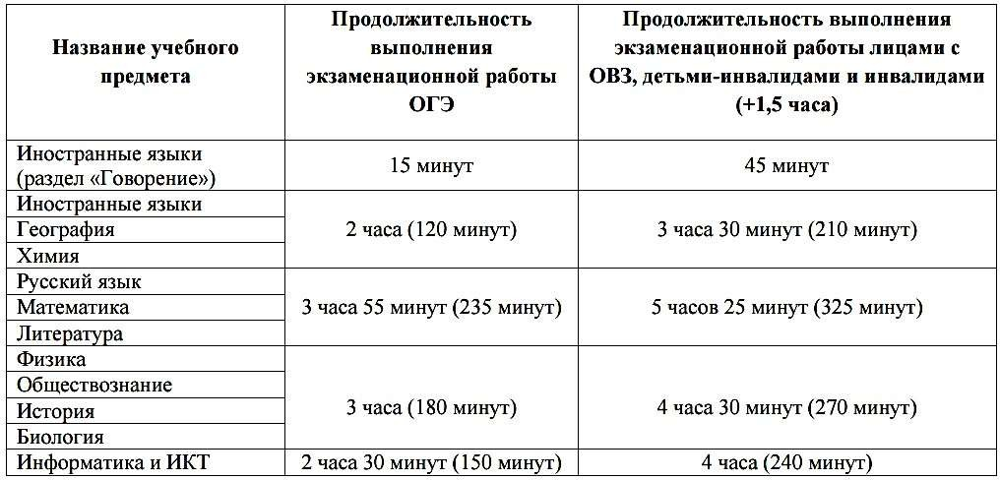 Название учебного
предмета
Продолжительность
выполнения
экзаменационной работы
ОГЭ
Продолжительность выполнения
экзаменационной работы лицами с
ОВЗ, детьми-инвалидами и инвалидами
(+1,5 часа)
Иностранные языки
(раздел «Говорение»)
15 минут
45 минут
Иностранные языки
География
Химия
2 часа (120 минут)
3 часа 30 минут (210 минут)
Русский язык
Математика
Литература
3 часа 55 минут (235 минут)
5 часов 25 минут (325 минут)
Физика
Обществознание
История
Биология
3 часа (180 минут)
4 часа 30 минут (270 минут)
Информатика и ИКТ
2 часа 30 минут (150 минут)
4 часа (240 минут)